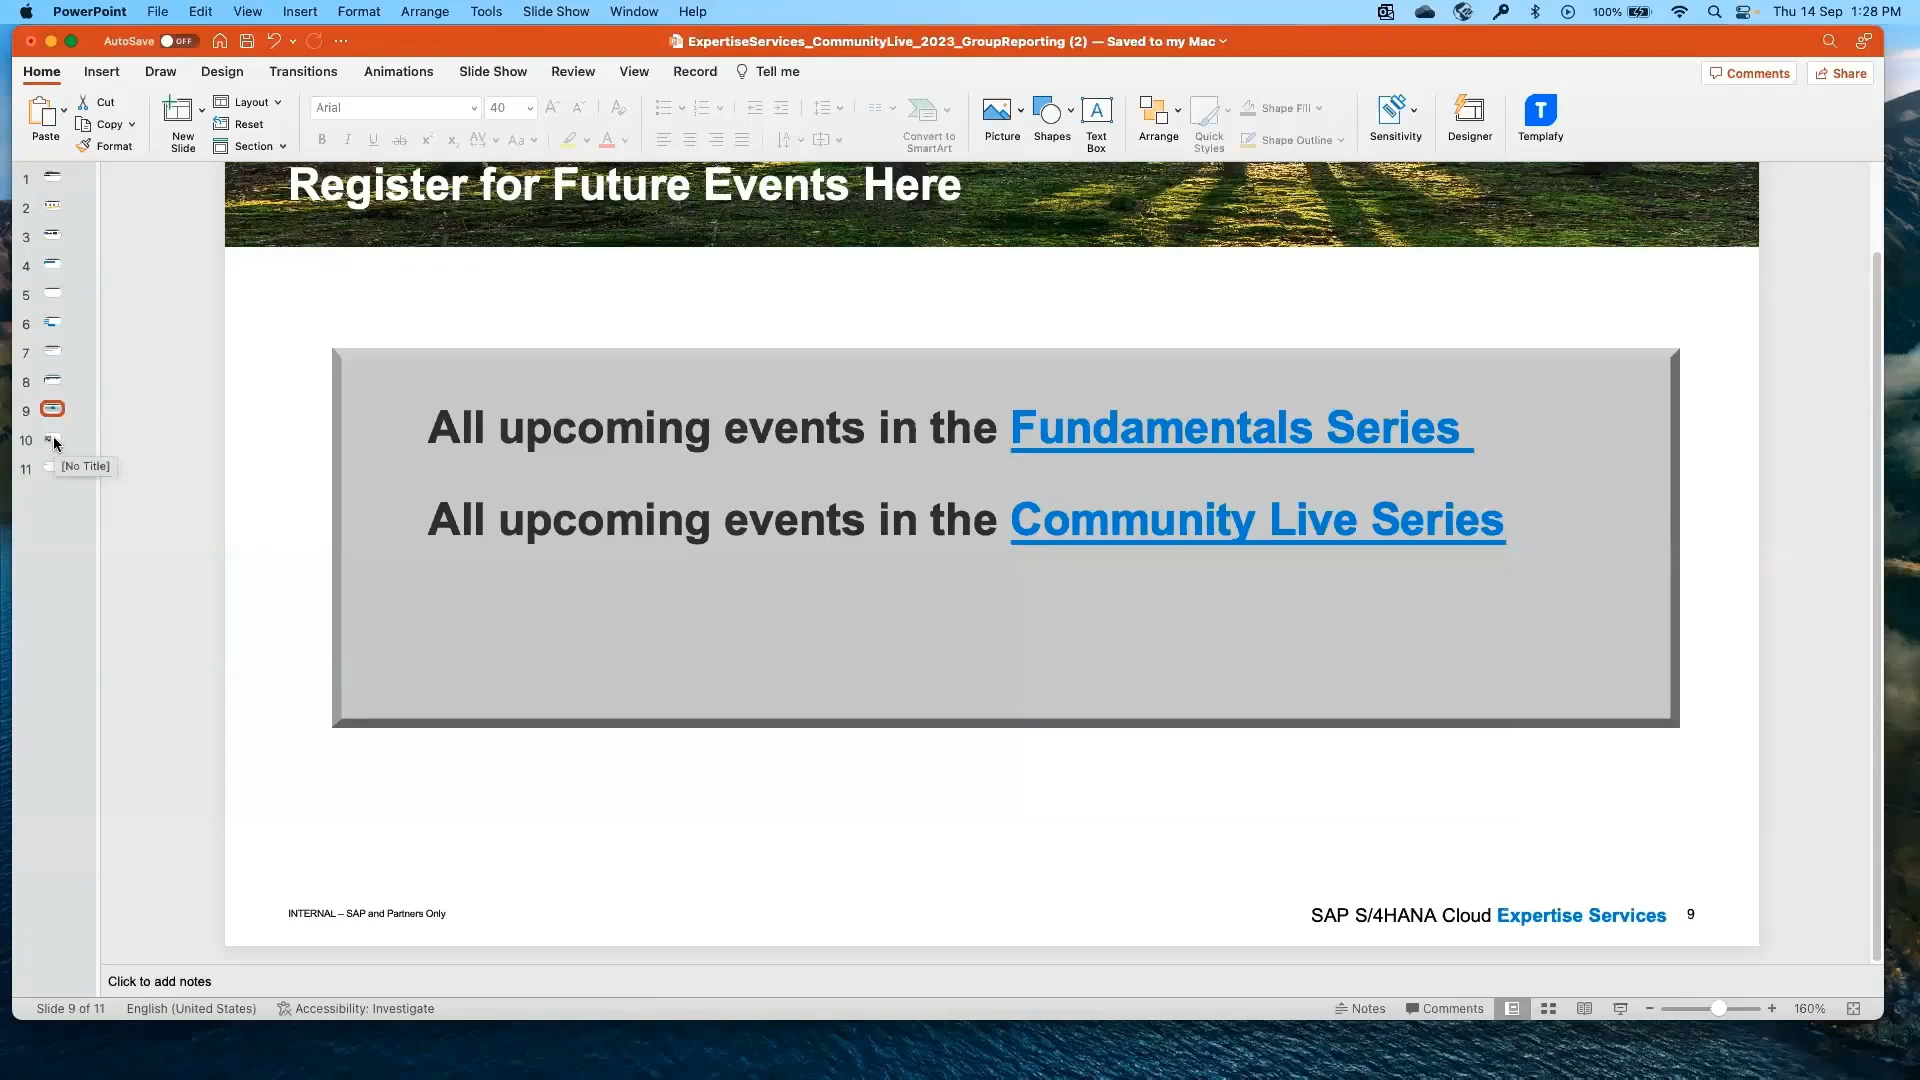 PowerPoint File Edit View Insert Format Arrange Tools Slide Show Window Help 100% Thu 14 Sep 1:28 PM
AutoSave OFF ExpertiseServices_CommunityLive_2023_GroupReporting (2) — Saved to my Mac
Home Insert Draw Design Transitions Animations Slide Show Review View Record Tell me Comments Share
Paste Cut Copy Format New Slide Layout Reset Section Arial 40 Convert to SmartArt Picture Shapes Text Box Arrange Quick Styles Shape Fill Shape Outline Sensitivity Designer Templafy
1
2
3
4
5
6
7
8
9
10
11
[No Title]
Register for Future Events Here
All upcoming events in the Fundamentals Series
All upcoming events in the Community Live Series
INTERNAL – SAP and Partners Only
SAP S/4HANA Cloud Expertise Services 9
Click to add notes
Slide 9 of 11 English (United States) Accessibility: Investigate Notes Comments 160%